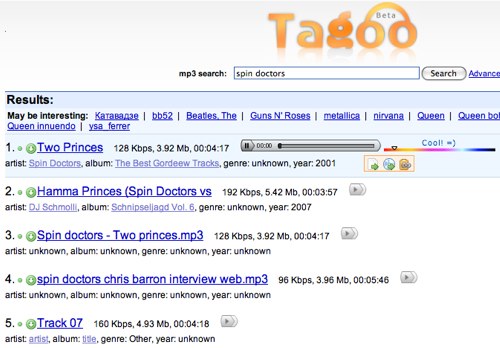 Tagoo
Beta
mp3 search: spin doctors Search Advance
Results:
May be interesting: Катавадзе | bb52 | Beatles, The | Guns N' Roses | metallica | nirvana | Queen | Queen bo
Queen innuendo | vsa_ferrer
1. Two Princes 128 Kbps, 3.92 Mb, 00:04:17 00:00 Cool! =)
artist: Spin Doctors, album: The Best Gordeew Tracks, genre: unknown, year: 2001
2. Hamma Princes (Spin Doctors vs 192 Kbps, 5.42 Mb, 00:03:57
artist: DJ Schmolli, album: Schnipseljagd Vol. 6, genre: unknown, year: 2007
3. Spin doctors - Two princes.mp3 128 Kbps, 3.92 Mb, 00:04:17
artist: unknown, album: unknown, genre: unknown, year: unknown
4. spin doctors chris barron interview web.mp3 96 Kbps, 3.96 Mb, 00:05:46
artist: unknown, album: unknown, genre: unknown, year: unknown
5. Track 07 160 Kbps, 4.93 Mb, 00:04:18
artist: artist, album: title, genre: Other, year: unknown